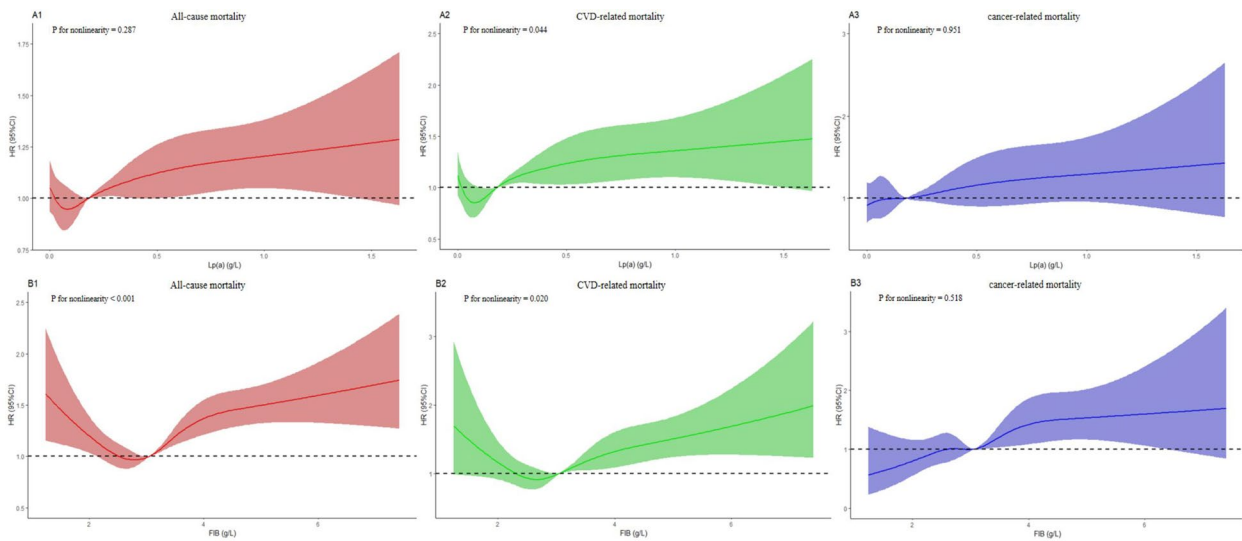 A1 All-cause mortality
P for nonlinearity = 0.287
1.75
1.50
1.25
1.00
0.75
HR (95%CI)
0.0 0.5 1.0 1.5
Lp(a) (g/L)
A2 CVD-related mortality
P for nonlinearity = 0.044
2.5
2.0
1.5
1.0
0.5
HR (95%CI)
0.0 0.5 1.0 1.5
Lp(a) (g/L)
A3 cancer-related mortality
P for nonlinearity = 0.951
2
1
HR (95%CI)
0.0 0.5 1.0 1.5
Lp(a) (g/L)
B1 All-cause mortality
P for nonlinearity < 0.001
2.5
2.0
1.5
1.0
0.5
HR (95%CI)
2 4 6
FIB (g/L)
B2 CVD-related mortality
P for nonlinearity = 0.020
3
2
1
HR (95%CI)
2 4 6
FIB (g/L)
B3 cancer-related mortality
P for nonlinearity = 0.518
3
2
1
0
HR (95%CI)
2 4 6
FIB (g/L)